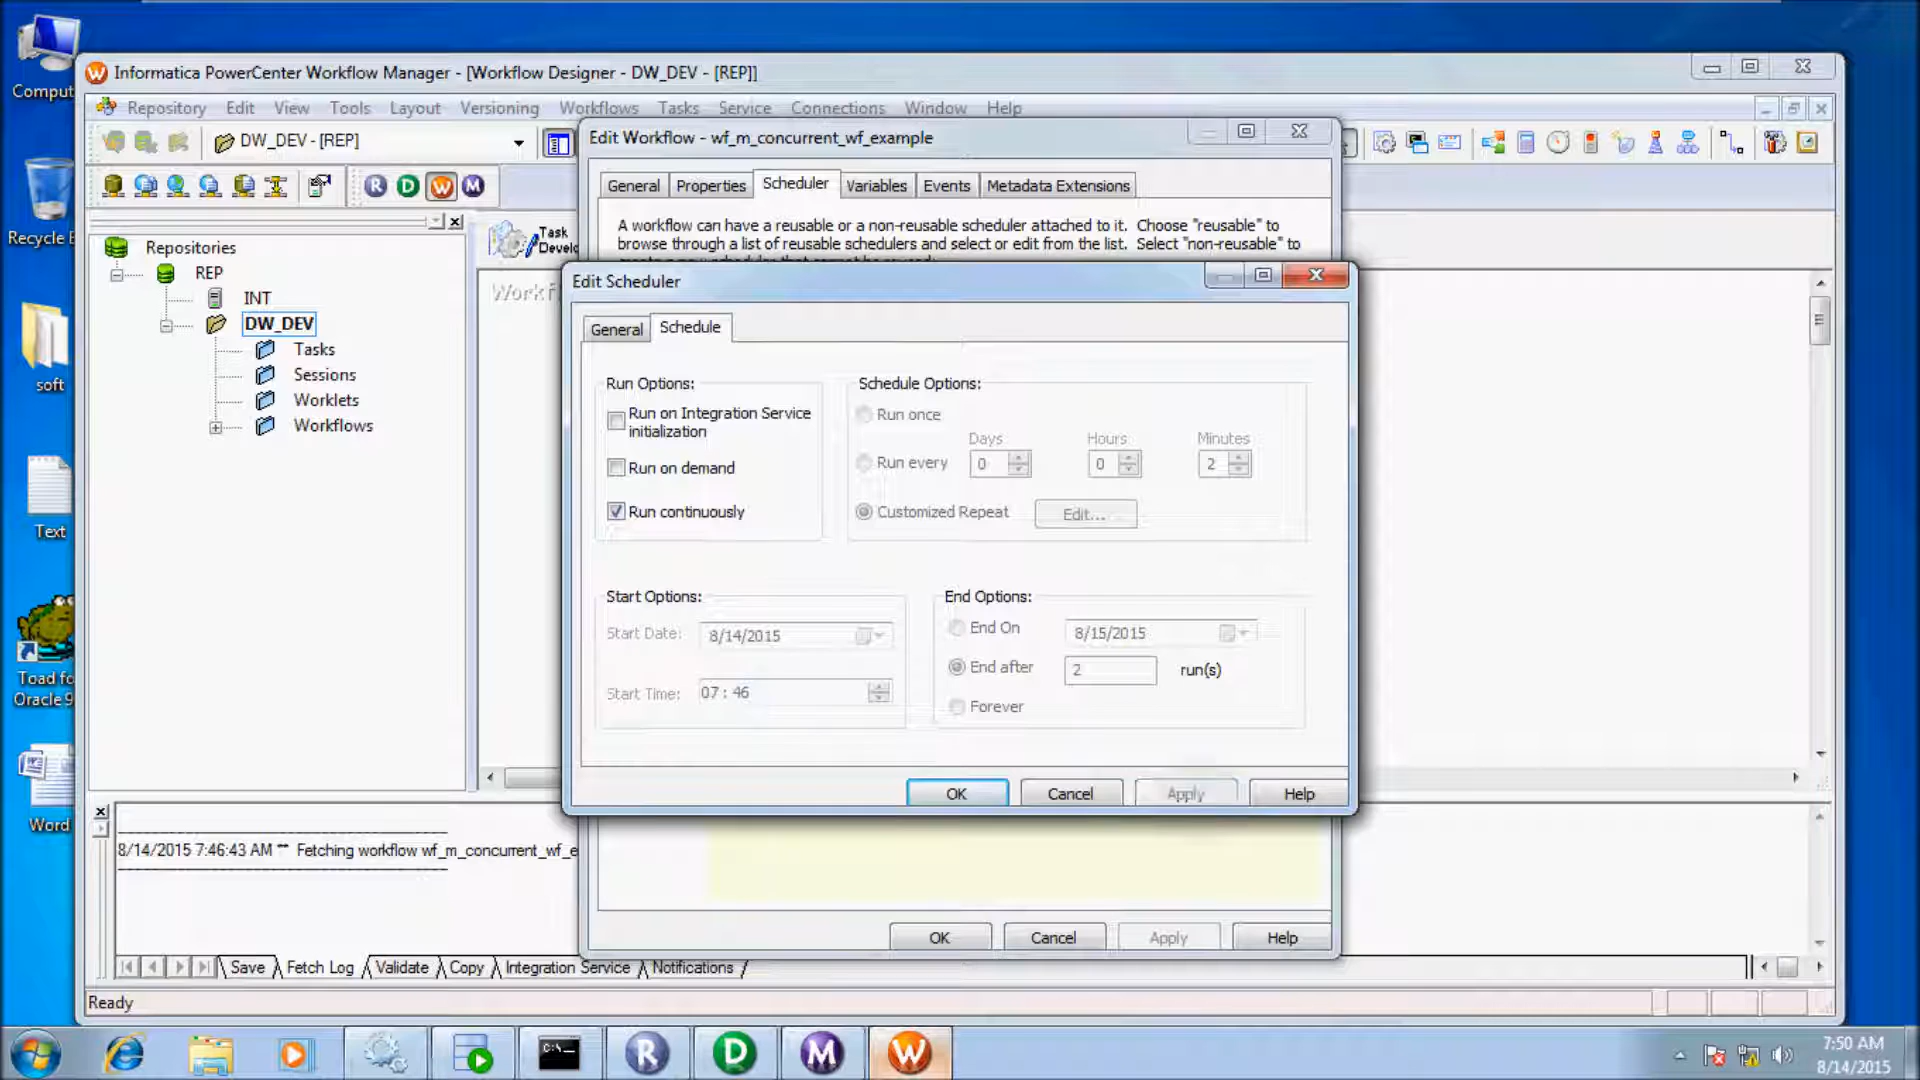 Comput
Recycle
soft
Text
Toad fo
Oracle 9
Word
Informatica PowerCenter Workflow Manager - [Workflow Designer - DW_DEV - [REP]]
Repository Edit View Tools Layout Versioning Workflows Tasks Service Connections Window Help
DW_DEV - [REP]
R D W M
Repositories
REP
INT
DW_DEV
Tasks
Sessions
Worklets
Workflows
Task
Develo
Workf
Edit Workflow - wf_m_concurrent_wf_example
General Properties Scheduler Variables Events Metadata Extensions
A workflow can have a reusable or a non-reusable scheduler attached to it. Choose "reusable" to
browse through a list of reusable schedulers and select or edit from the list. Select "non-reusable" to
Edit Scheduler
General Schedule
Run Options:
Run on Integration Service
initialization
Run on demand
Run continuously
Schedule Options:
Run once
Days Hours Minutes
Run every 0 0 2
Customized Repeat Edit...
Start Options:
Start Date: 8/14/2015
Start Time: 07 : 46
End Options:
End On 8/15/2015
End after 2 run(s)
Forever
OK Cancel Apply Help
OK Cancel Apply Help
8/14/2015 7:46:43 AM ** Fetching workflow wf_m_concurrent_wf_e
Save Fetch Log Validate Copy Integration Service Notifications
Ready
C:\
R D M W
7:50 AM
8/14/2015